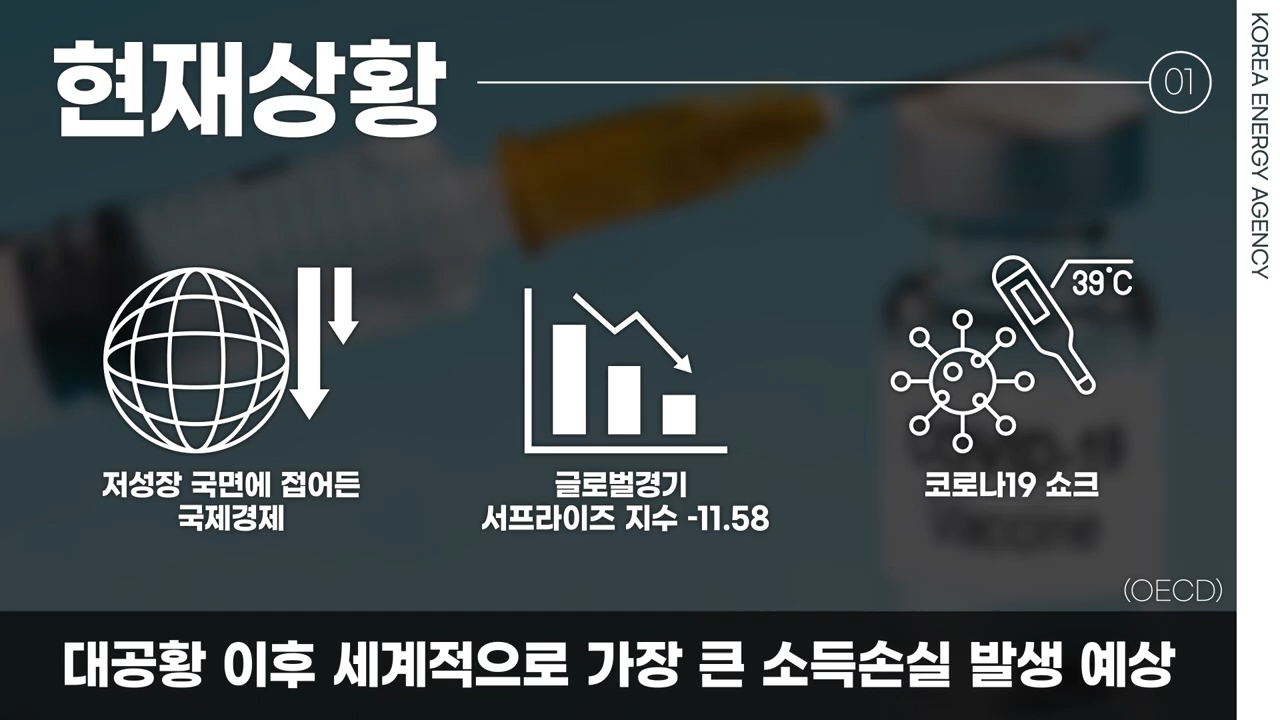 현재상황
01
KOREA ENERGY AGENCY
39°C
저성장 국면에 접어든
국제경제
글로벌경기
서프라이즈 지수 -11.58
코로나19 쇼크
COVID-19
Vaccine
(OECD)
대공황 이후 세계적으로 가장 큰 소득손실 발생 예상